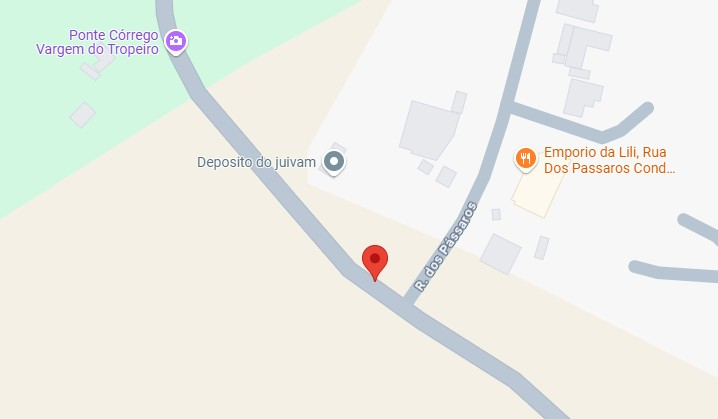 Ponte Córrego
Vargem do Tropeiro
Deposito do juivam
Emporio da Lili, Rua
Dos Passaros Cond...
R. dos Pássaros